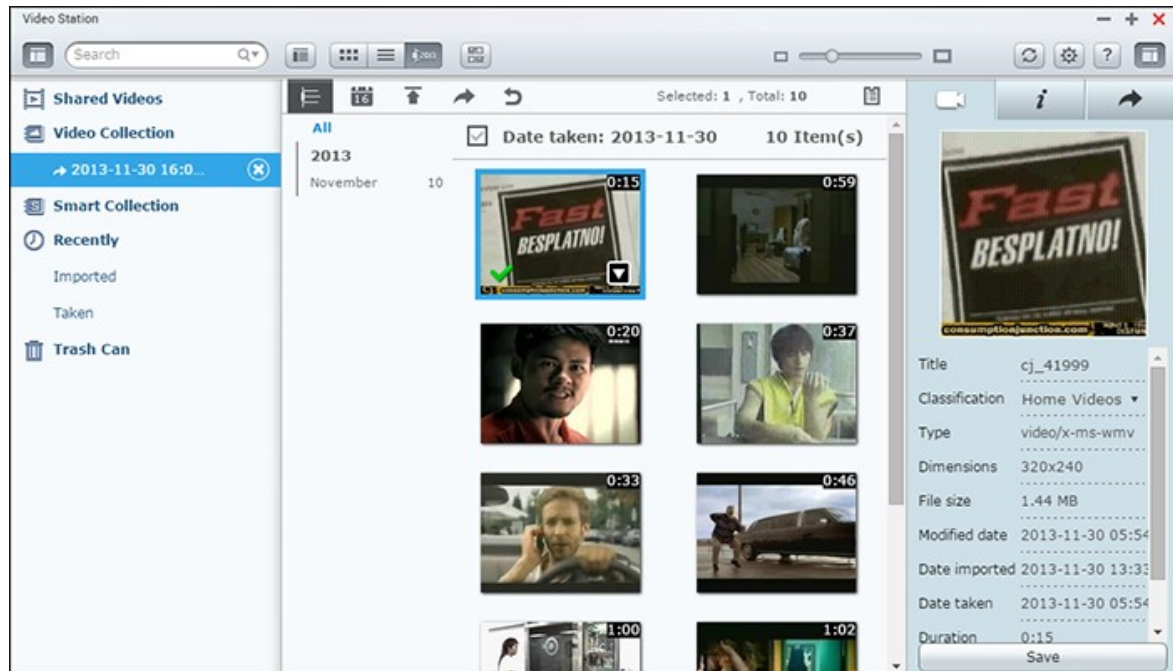 Video Station
Search
2013
Shared Videos
Video Collection
2013-11-30 16:0...
Smart Collection
Recently
Imported
Taken
Trash Can
16
Selected: 1 , Total: 10
All
2013
November 10
Date taken: 2013-11-30 10 Item(s)
0:15
Fast
BESPLATNO!
consumptionjunction.com
0:59
0:20
0:37
0:33
0:46
1:00
1:02
i
Fast
BESPLATNO!
consumptionjunction.com
Title cj_41999
Classification Home Videos
Type video/x-ms-wmv
Dimensions 320x240
File size 1.44 MB
Modified date 2013-11-30 05:54
Date imported 2013-11-30 13:33
Date taken 2013-11-30 05:54
Duration 0:15
Save